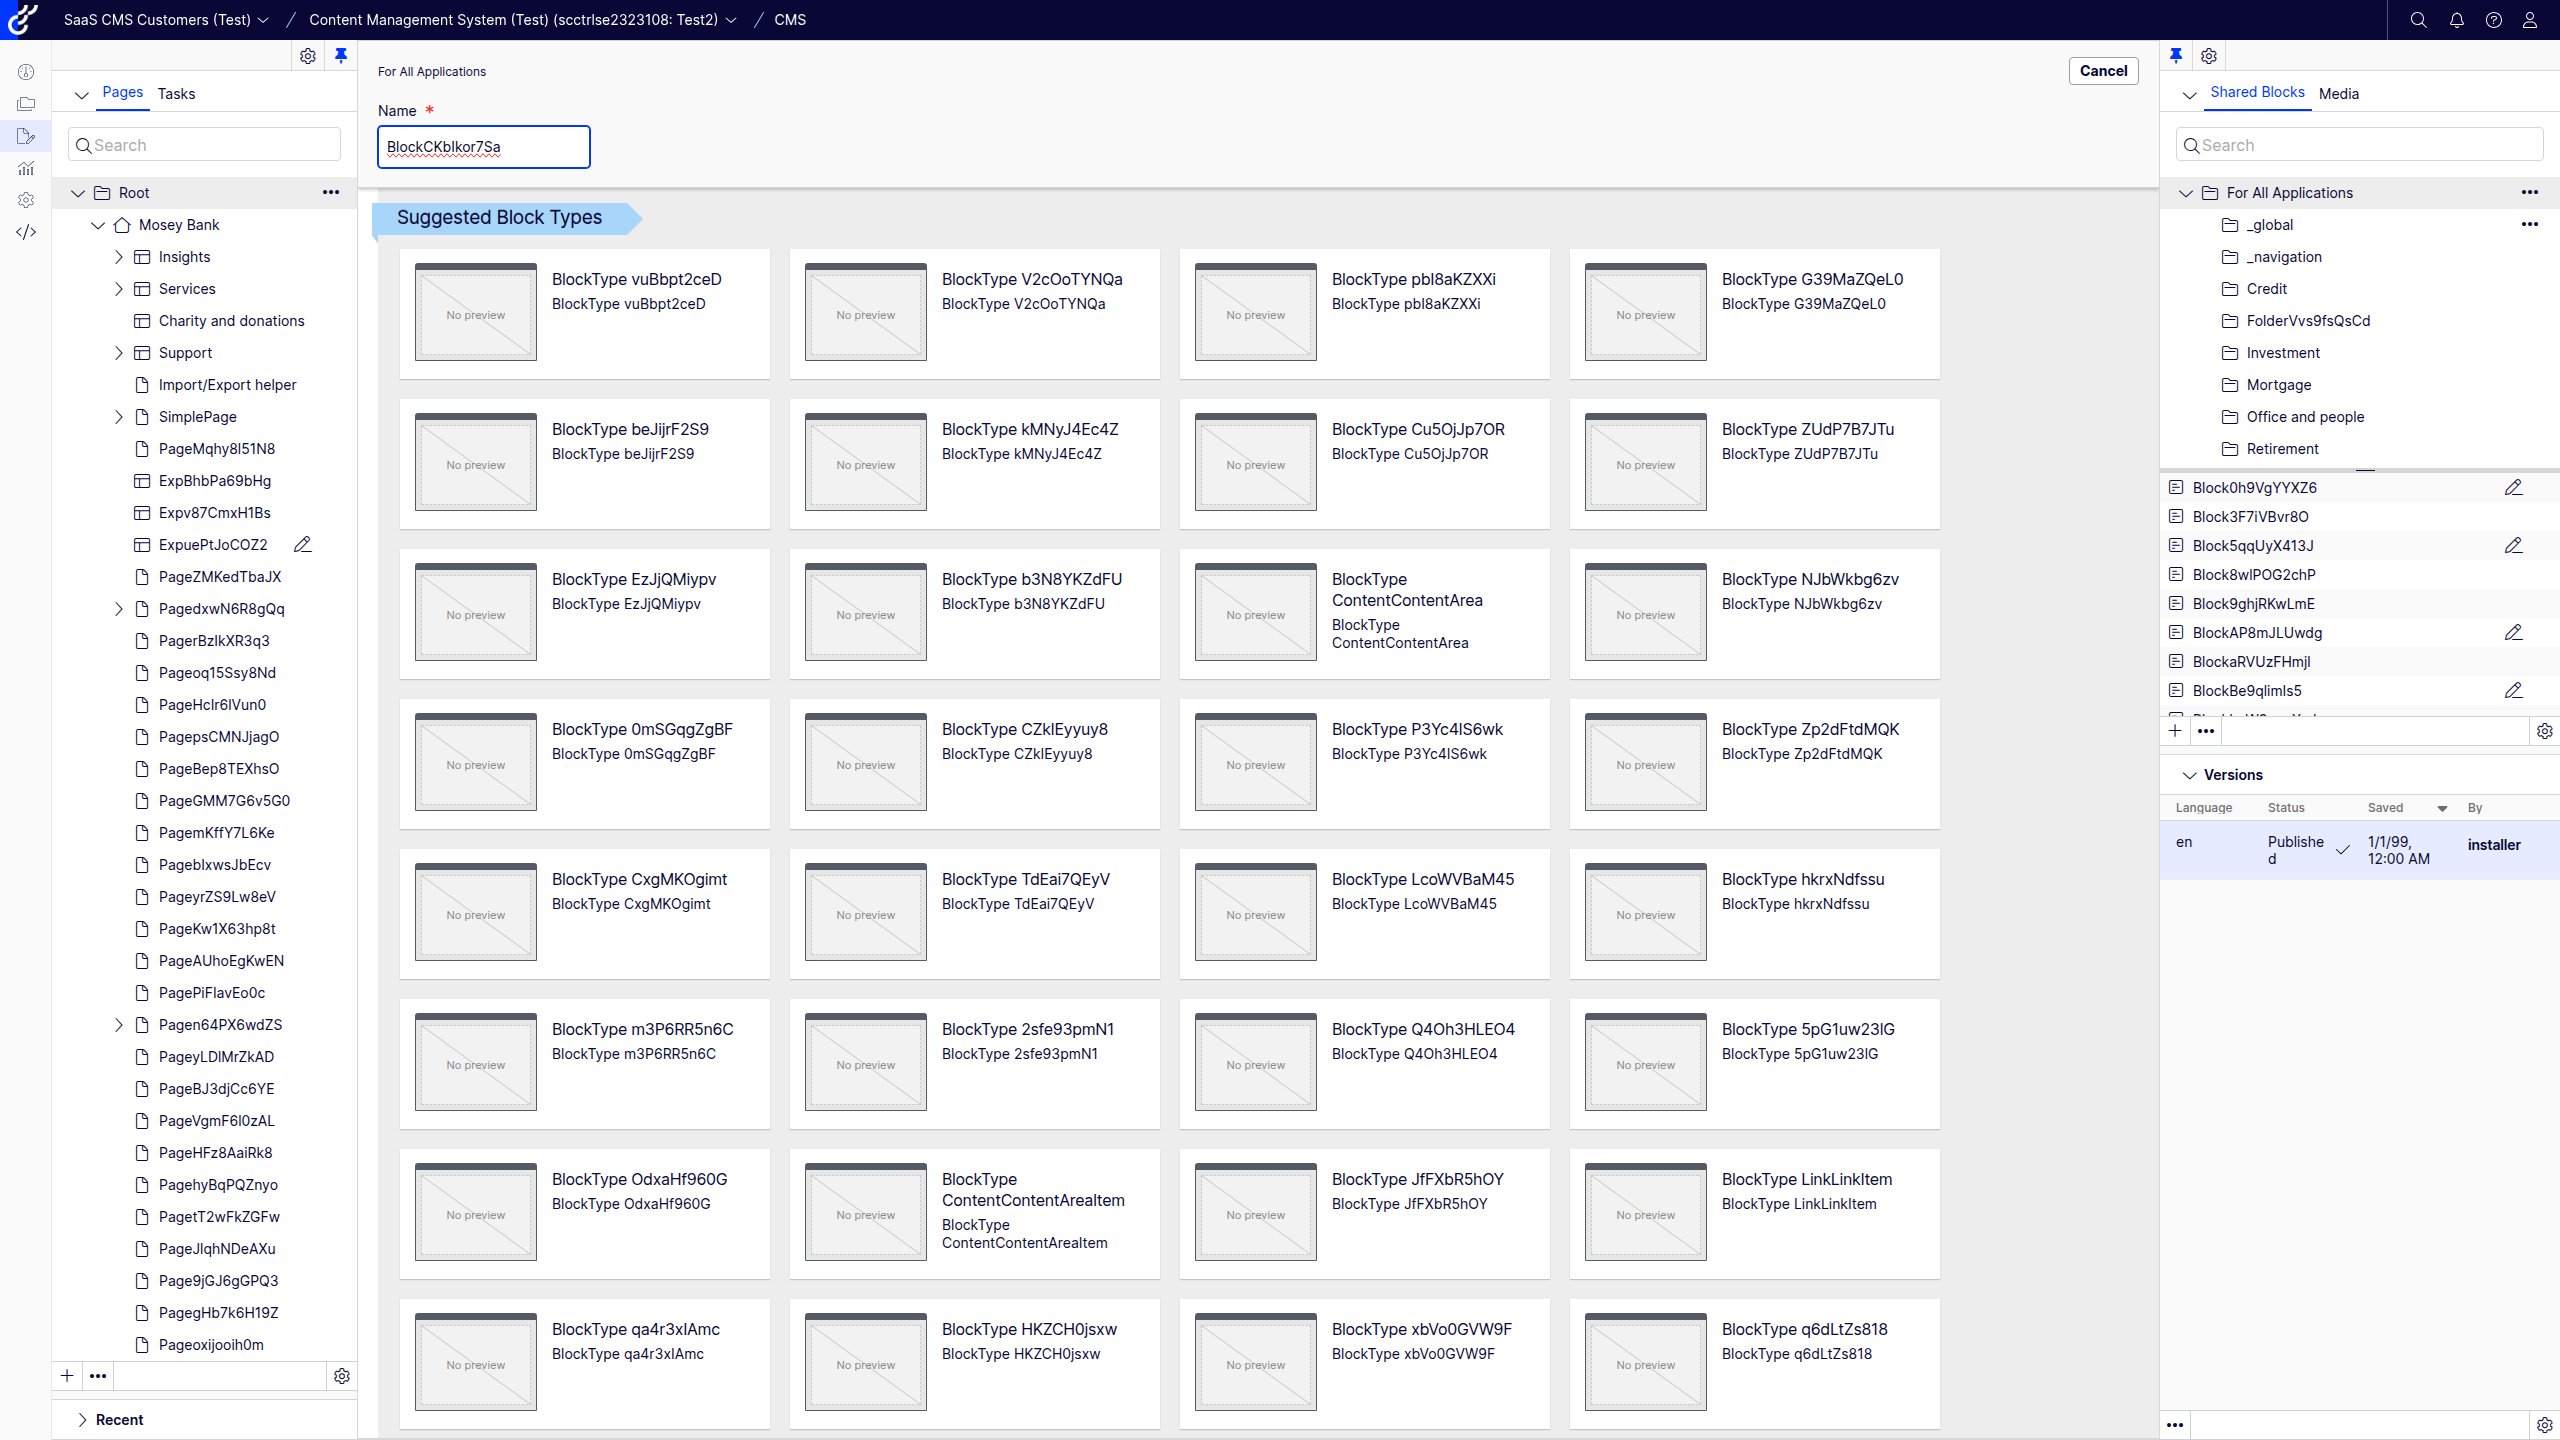 SaaS CMS Customers (Test)
Content Management System (Test) (scctrlse2323108: Test2)
CMS
Pages
Tasks
Search
Root
Mosey Bank
Insights
Services
Charity and donations
Support
Import/Export helper
SimplePage
PageMqhy8I51N8
ExpBhbPa69bHg
Expv87CmxH1Bs
ExpuePtJoCOZ2
PageZMKedTbaJX
PagedxwN6R8gQq
PagerBzlkXR3q3
Pageoq15Ssy8Nd
PageHclr6lVun0
PagepsCMNJjagO
PageBep8TEXhsO
PageGMM7G6v5G0
PagemKffY7L6Ke
PageblxwsJbEcv
PageyrZS9Lw8eV
PageKw1X63hp8t
PageAUhoEgKwEN
PagePiFlavEo0c
Pagen64PX6wdZS
PageyLDlMrZkAD
PageBJ3djCc6YE
PageVgmF6l0zAL
PageHFz8AaiRk8
PagehyBqPQZnyo
PagetT2wFkZGFw
PageJlqhNDeAXu
Page9jGJ6gGPQ3
PagegHb7k6H19Z
Pageoxijooih0m
Recent
For All Applications
Cancel
Name *
BlockCKblkor7Sa
Suggested Block Types
No preview
BlockType vuBbpt2ceD
BlockType vuBbpt2ceD
No preview
BlockType V2cOoTYNQa
BlockType V2cOoTYNQa
No preview
BlockType pbI8aKZXXi
BlockType pbI8aKZXXi
No preview
BlockType G39MaZQeL0
BlockType G39MaZQeL0
No preview
BlockType beJijrF2S9
BlockType beJijrF2S9
No preview
BlockType kMNyJ4Ec4Z
BlockType kMNyJ4Ec4Z
No preview
BlockType Cu5OjJp7OR
BlockType Cu5OjJp7OR
No preview
BlockType ZUdP7B7JTu
BlockType ZUdP7B7JTu
No preview
BlockType EzJjQMiypv
BlockType EzJjQMiypv
No preview
BlockType b3N8YKZdFU
BlockType b3N8YKZdFU
No preview
BlockType
ContentContentArea
BlockType
ContentContentArea
No preview
BlockType NJbWkbg6zv
BlockType NJbWkbg6zv
No preview
BlockType 0mSGqgZgBF
BlockType 0mSGqgZgBF
No preview
BlockType CZklEyyuy8
BlockType CZklEyyuy8
No preview
BlockType P3Yc4IS6wk
BlockType P3Yc4IS6wk
No preview
BlockType Zp2dFtdMQK
BlockType Zp2dFtdMQK
No preview
BlockType CxgMKOgimt
BlockType CxgMKOgimt
No preview
BlockType TdEai7QEyV
BlockType TdEai7QEyV
No preview
BlockType LcoWVBaM45
BlockType LcoWVBaM45
No preview
BlockType hkrxNdfssu
BlockType hkrxNdfssu
No preview
BlockType m3P6RR5n6C
BlockType m3P6RR5n6C
No preview
BlockType 2sfe93pmN1
BlockType 2sfe93pmN1
No preview
BlockType Q4Oh3HLEO4
BlockType Q4Oh3HLEO4
No preview
BlockType 5pG1uw23lG
BlockType 5pG1uw23lG
No preview
BlockType OdxaHf960G
BlockType OdxaHf960G
No preview
BlockType
ContentContentAreaItem
BlockType
ContentContentAreaItem
No preview
BlockType JfFXbR5hOY
BlockType JfFXbR5hOY
No preview
BlockType LinkLinkItem
BlockType LinkLinkItem
No preview
BlockType qa4r3xlAmc
BlockType qa4r3xlAmc
No preview
BlockType HKZCH0jsxw
BlockType HKZCH0jsxw
No preview
BlockType xbVo0GVW9F
BlockType xbVo0GVW9F
No preview
BlockType q6dLtZs818
BlockType q6dLtZs818
Shared Blocks
Media
Search
For All Applications
_global
_navigation
Credit
FolderVvs9fsQsCd
Investment
Mortgage
Office and people
Retirement
Block0h9VgYYXZ6
Block3F7iVBvr8O
Block5qqUyX413J
Block8wlPOG2chP
Block9ghjRKwLmE
BlockAP8mJLUwdg
BlockaRVUzFHmjl
BlockBe9qlimIs5
Versions
Language
Status
Saved
By
en
Publishe
d
1/1/99,
12:00 AM
installer